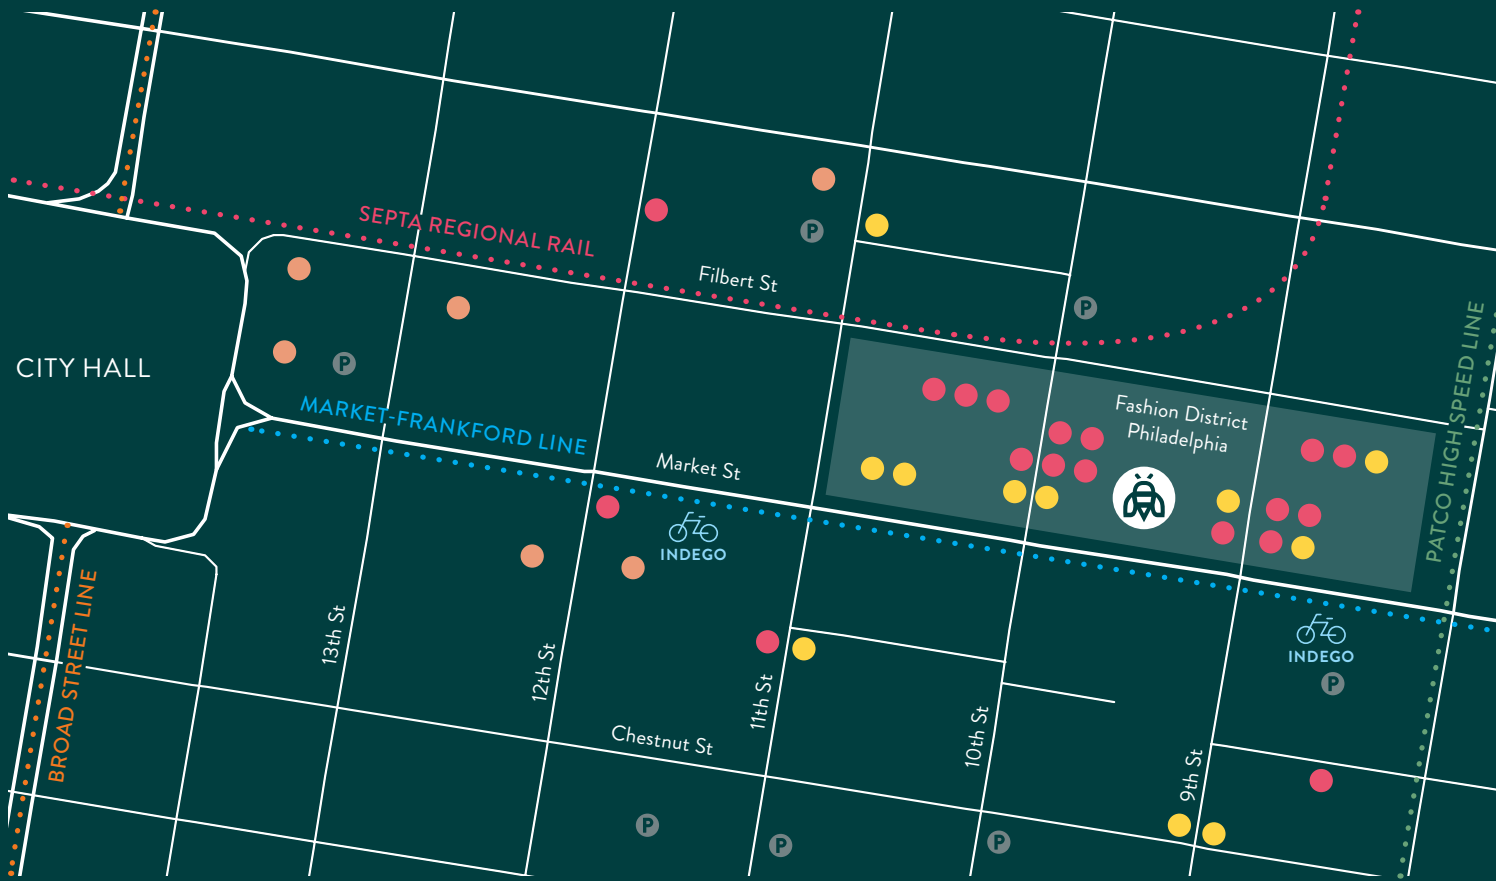 SEPTA REGIONAL RAIL
P
Filbert St
P
CITY HALL
P
MARKET-FRANKFORD LINE
Fashion District
Philadelphia
PATCO HIGH SPEED LINE
Market St
INDEGO
BROAD STREET LINE
13th St
12th St
11th St
10th St
9th St
INDEGO
P
Chestnut St
P
P
P